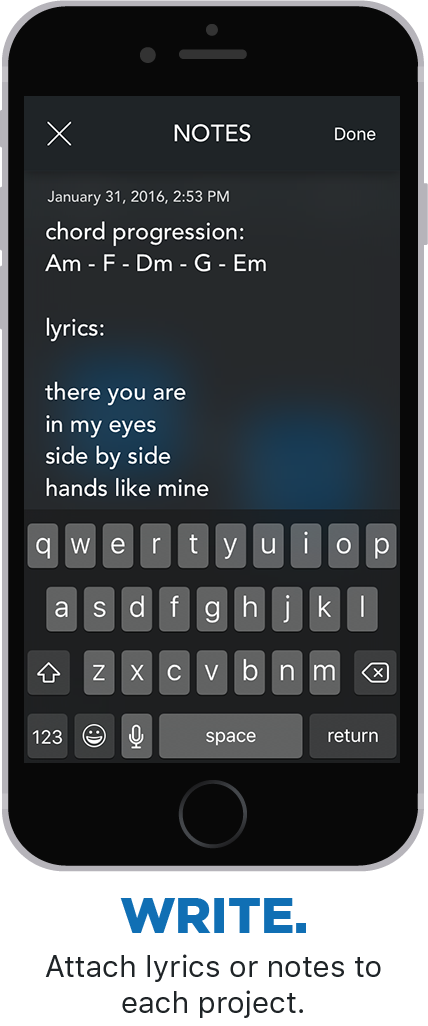 NOTES Done
January 31, 2016, 2:53 PM
chord progression:
Am - F - Dm - G - Em
lyrics:
there you are
in my eyes
side by side
hands like mine
q w e r t y u i o p
a s d f g h j k l
z x c v b n m
123 space return
WRITE.
Attach lyrics or notes to
each project.